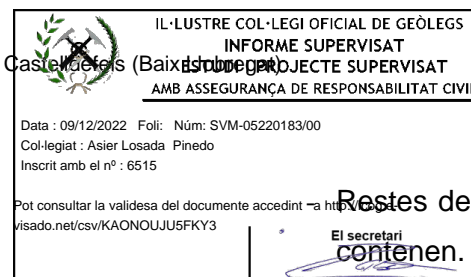 IL·LUSTRE COL·LEGI OFICIAL DE GEÒLEGS
INFORME SUPERVISAT
Castelldefels (Baix Llobregat).
ESTUDI / PROJECTE SUPERVISAT
AMB ASSEGURANÇA DE RESPONSABILITAT CIVIL
Data : 09/12/2022 Foli: Núm: SVM-05220183/00
Col·legiat : Asier Losada Pinedo
Inscrit amb el nº : 6515
Pot consultar la validesa del documente accedint a
visado.net/csv/KAONOUJU5FKY3
− Restes de
El secretari
contenen.